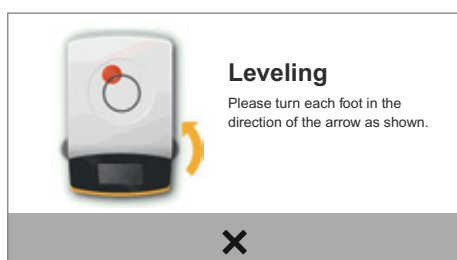 Leveling
Please turn each foot in the
direction of the arrow as shown.